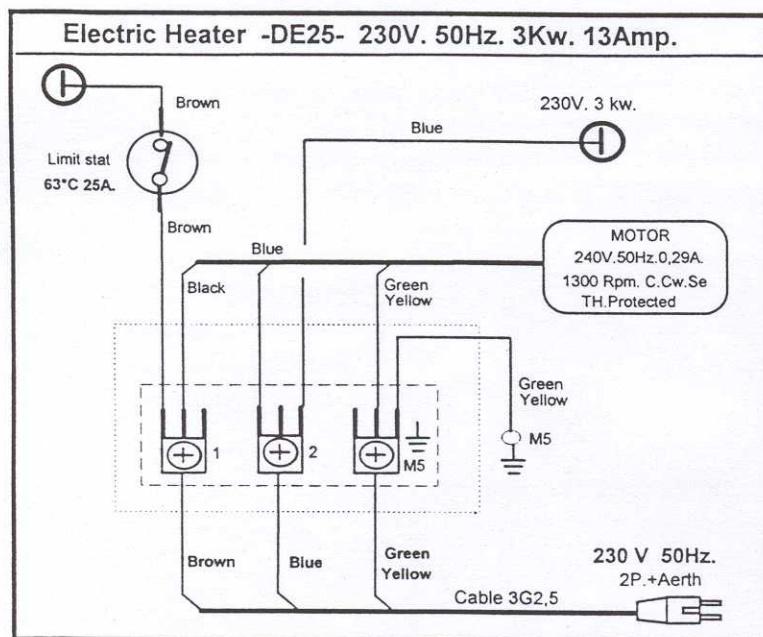 Electric Heater -DE25- 230V. 50Hz. 3Kw. 13Amp.
Brown
230V. 3 kw.
Blue
Limit stat
63°C 25A.
Brown
Blue
MOTOR
240V.50Hz.0,29A.
1300 Rpm. C.Cw.Se
TH.Protected
Black
Green
Yellow
Green
Yellow
1
2
M5
M5
Brown
Blue
Green
Yellow
230 V 50Hz.
2P.+Aerth
Cable 3G2,5